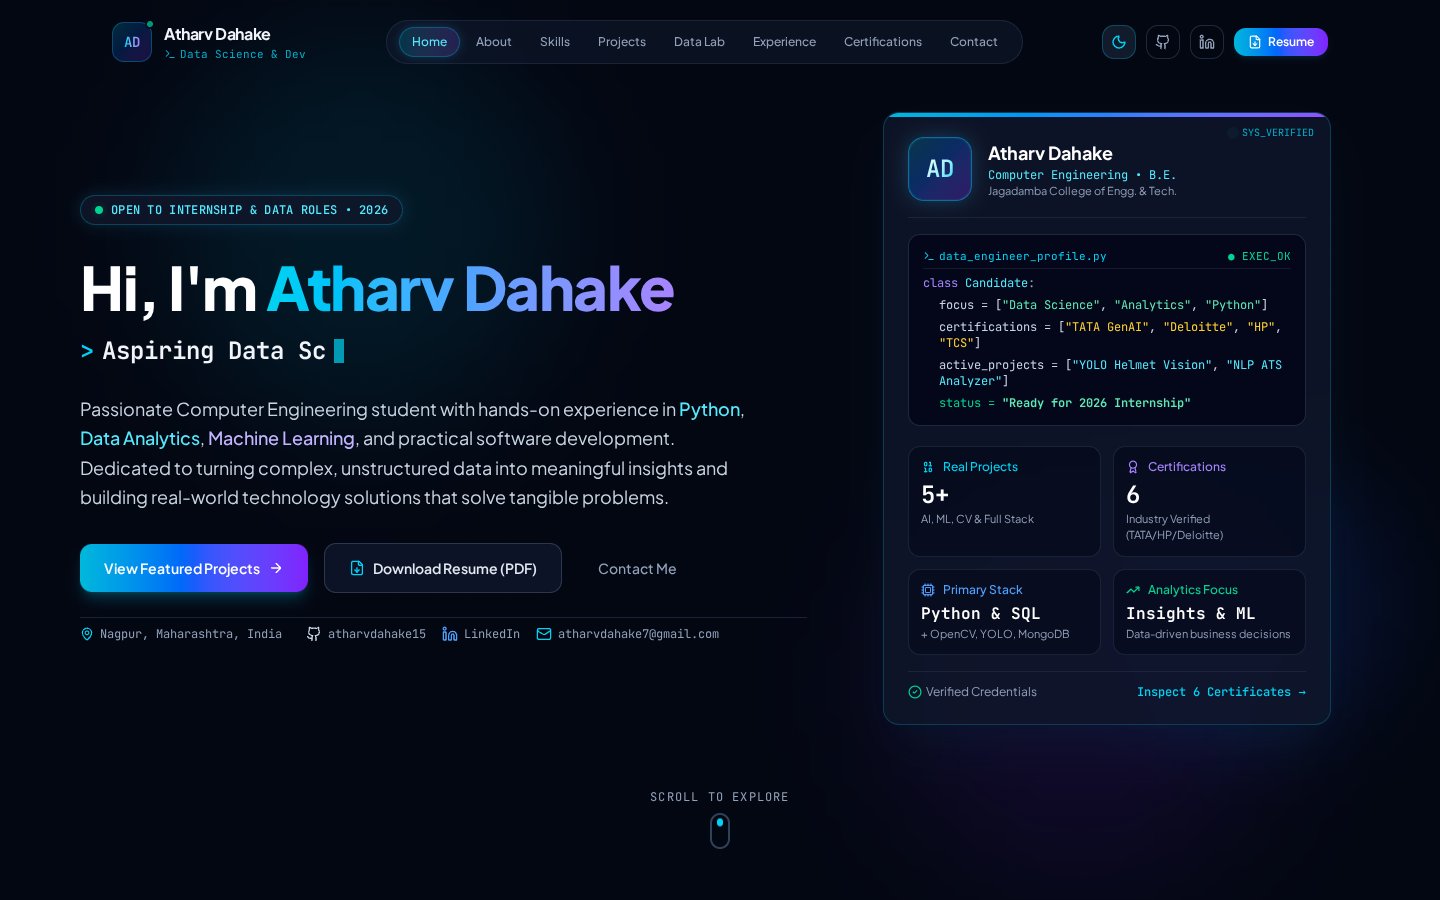 AD
Atharv Dahake
Data Science & Dev
Home About Skills Projects Data Lab Experience Certifications Contact
Resume
OPEN TO INTERNSHIP & DATA ROLES • 2026
Hi, I'm Atharv Dahake
> Aspiring Data Sc
Passionate Computer Engineering student with hands-on experience in Python,
Data Analytics, Machine Learning, and practical software development.
Dedicated to turning complex, unstructured data into meaningful insights and
building real-world technology solutions that solve tangible problems.
View Featured Projects →
Download Resume (PDF)
Contact Me
Nagpur, Maharashtra, India atharvdahake15 LinkedIn atharvdahake7@gmail.com
SYS_VERIFIED
AD
Atharv Dahake
Computer Engineering • B.E.
Jagadamba College of Engg. & Tech.
data_engineer_profile.py
● EXEC_OK
class Candidate:
focus = ["Data Science", "Analytics", "Python"]
certifications = ["TATA GenAI", "Deloitte", "HP",
"TCS"]
active_projects = ["YOLO Helmet Vision", "NLP ATS
Analyzer"]
status = "Ready for 2026 Internship"
Real Projects
5+
AI, ML, CV & Full Stack
Certifications
6
Industry Verified
(TATA/HP/Deloitte)
Primary Stack
Python & SQL
+ OpenCV, YOLO, MongoDB
Analytics Focus
Insights & ML
Data-driven business decisions
Verified Credentials
Inspect 6 Certificates →
SCROLL TO EXPLORE